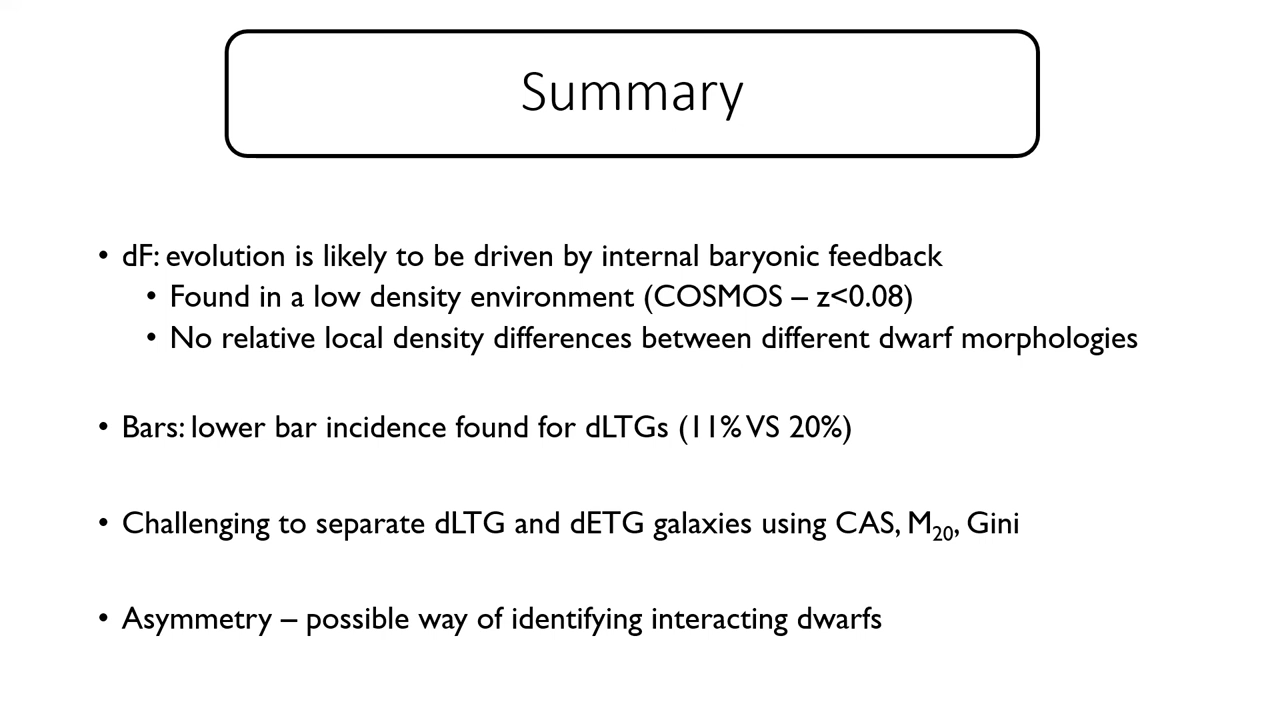 Summary
• dF: evolution is likely to be driven by internal baryonic feedback
• Found in a low density environment (COSMOS – z<0.08)
• No relative local density differences between different dwarf morphologies
• Bars: lower bar incidence found for dLTGs (11% VS 20%)
• Challenging to separate dLTG and dETG galaxies using CAS, M₂₀, Gini
• Asymmetry – possible way of identifying interacting dwarfs